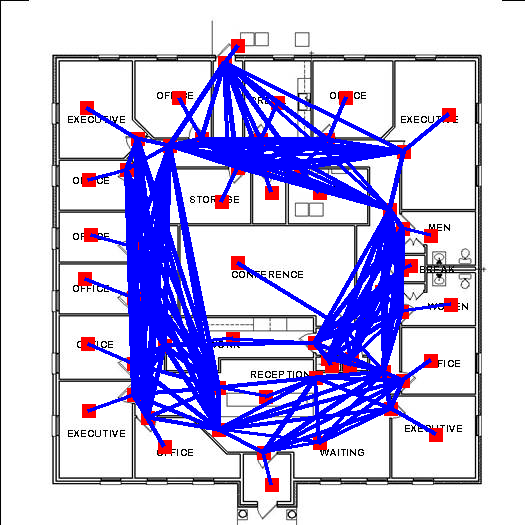 OFFICE
OFFICE
EXECUTIVE
EXECUTIVE
OFFICE
STORAGE
OFFICE
MEN
CONFERENCE
BREAK
OFFICE
WOMEN
OFFICE
RECEPTION
OFFICE
EXECUTIVE
EXECUTIVE
OFFICE
WAITING